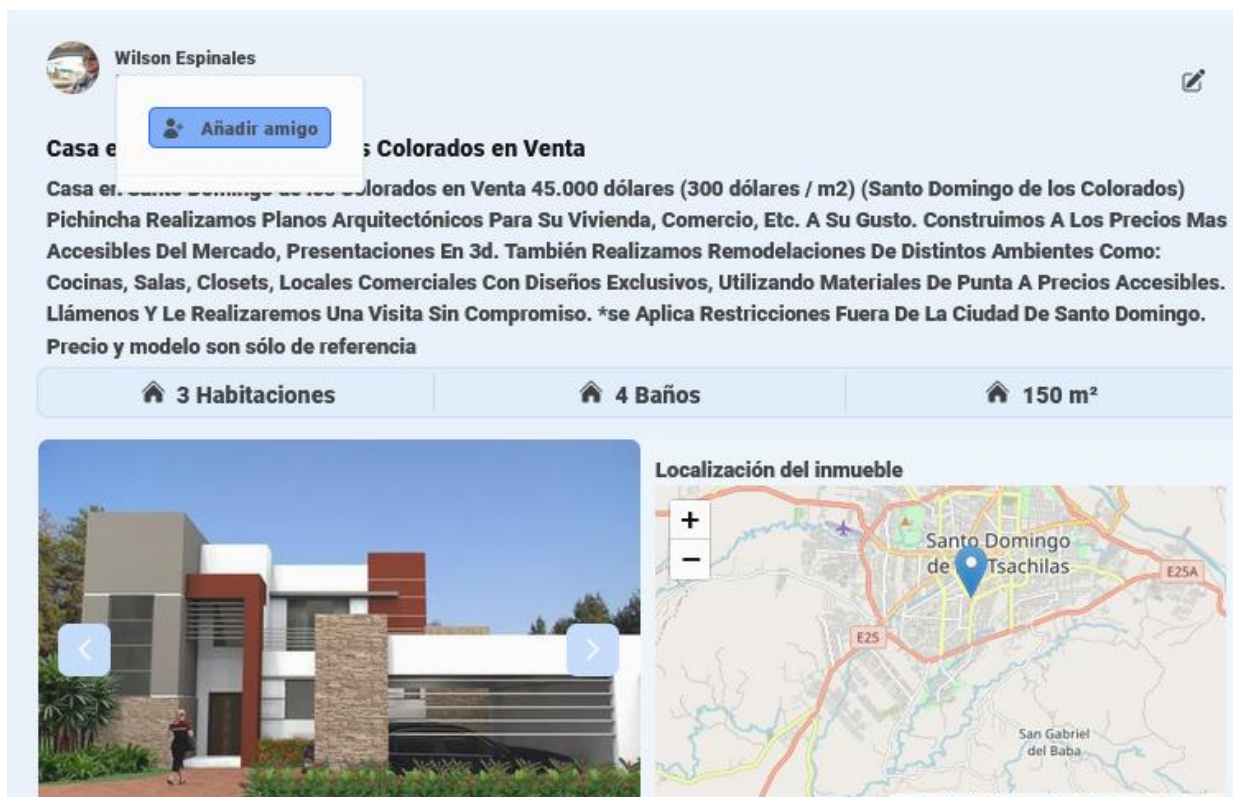 Wilson Espinales
Añadir amigo
Casa e s Colorados en Venta
Casa en Santo Domingo de los Colorados en Venta 45.000 dólares (300 dólares / m2) (Santo Domingo de los Colorados)
Pichincha Realizamos Planos Arquitectónicos Para Su Vivienda, Comercio, Etc. A Su Gusto. Construimos A Los Precios Mas
Accesibles Del Mercado, Presentaciones En 3d. También Realizamos Remodelaciones De Distintos Ambientes Como:
Cocinas, Salas, Closets, Locales Comerciales Con Diseños Exclusivos, Utilizando Materiales De Punta A Precios Accesibles.
Llámenos Y Le Realizaremos Una Visita Sin Compromiso. *se Aplica Restricciones Fuera De La Ciudad De Santo Domingo.
Precio y modelo son sólo de referencia
3 Habitaciones
4 Baños
150 m²
Localización del inmueble
+
−
Santo Domingo
de Tsachilas
E25A
E25
San Gabriel
del Baba